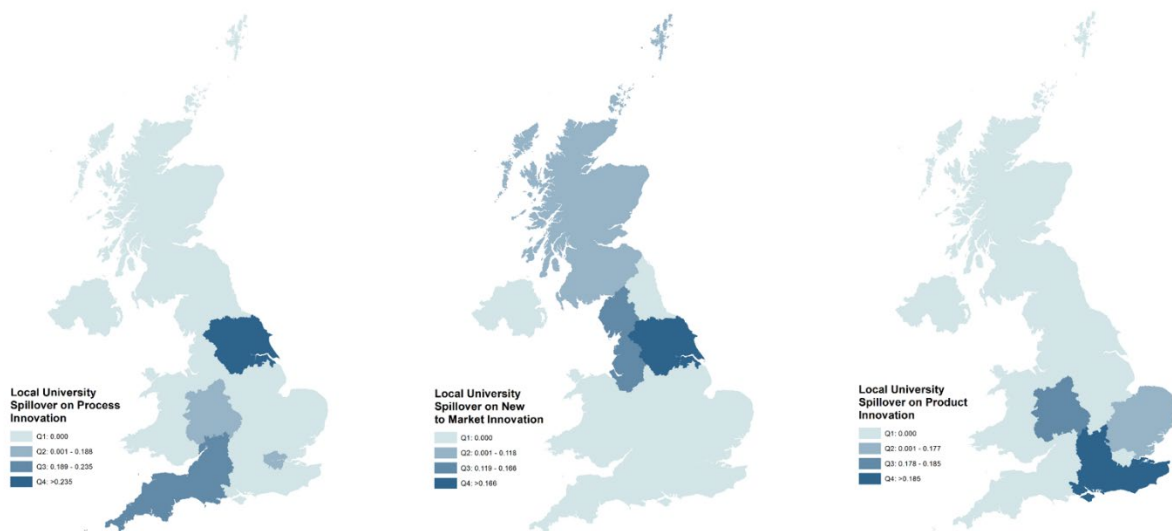 Local University
Spillover on Process
Innovation
Q1: 0.000
Q2: 0.001 - 0.188
Q3: 0.189 - 0.235
Q4: >0.235
Local University
Spillover on New
to Market Innovation
Q1: 0.000
Q2: 0.001 - 0.118
Q3: 0.119 - 0.166
Q4: >0.166
Local University
Spillover on Product
Innovation
Q1: 0.000
Q2: 0.001 - 0.177
Q3: 0.178 - 0.185
Q4: >0.185